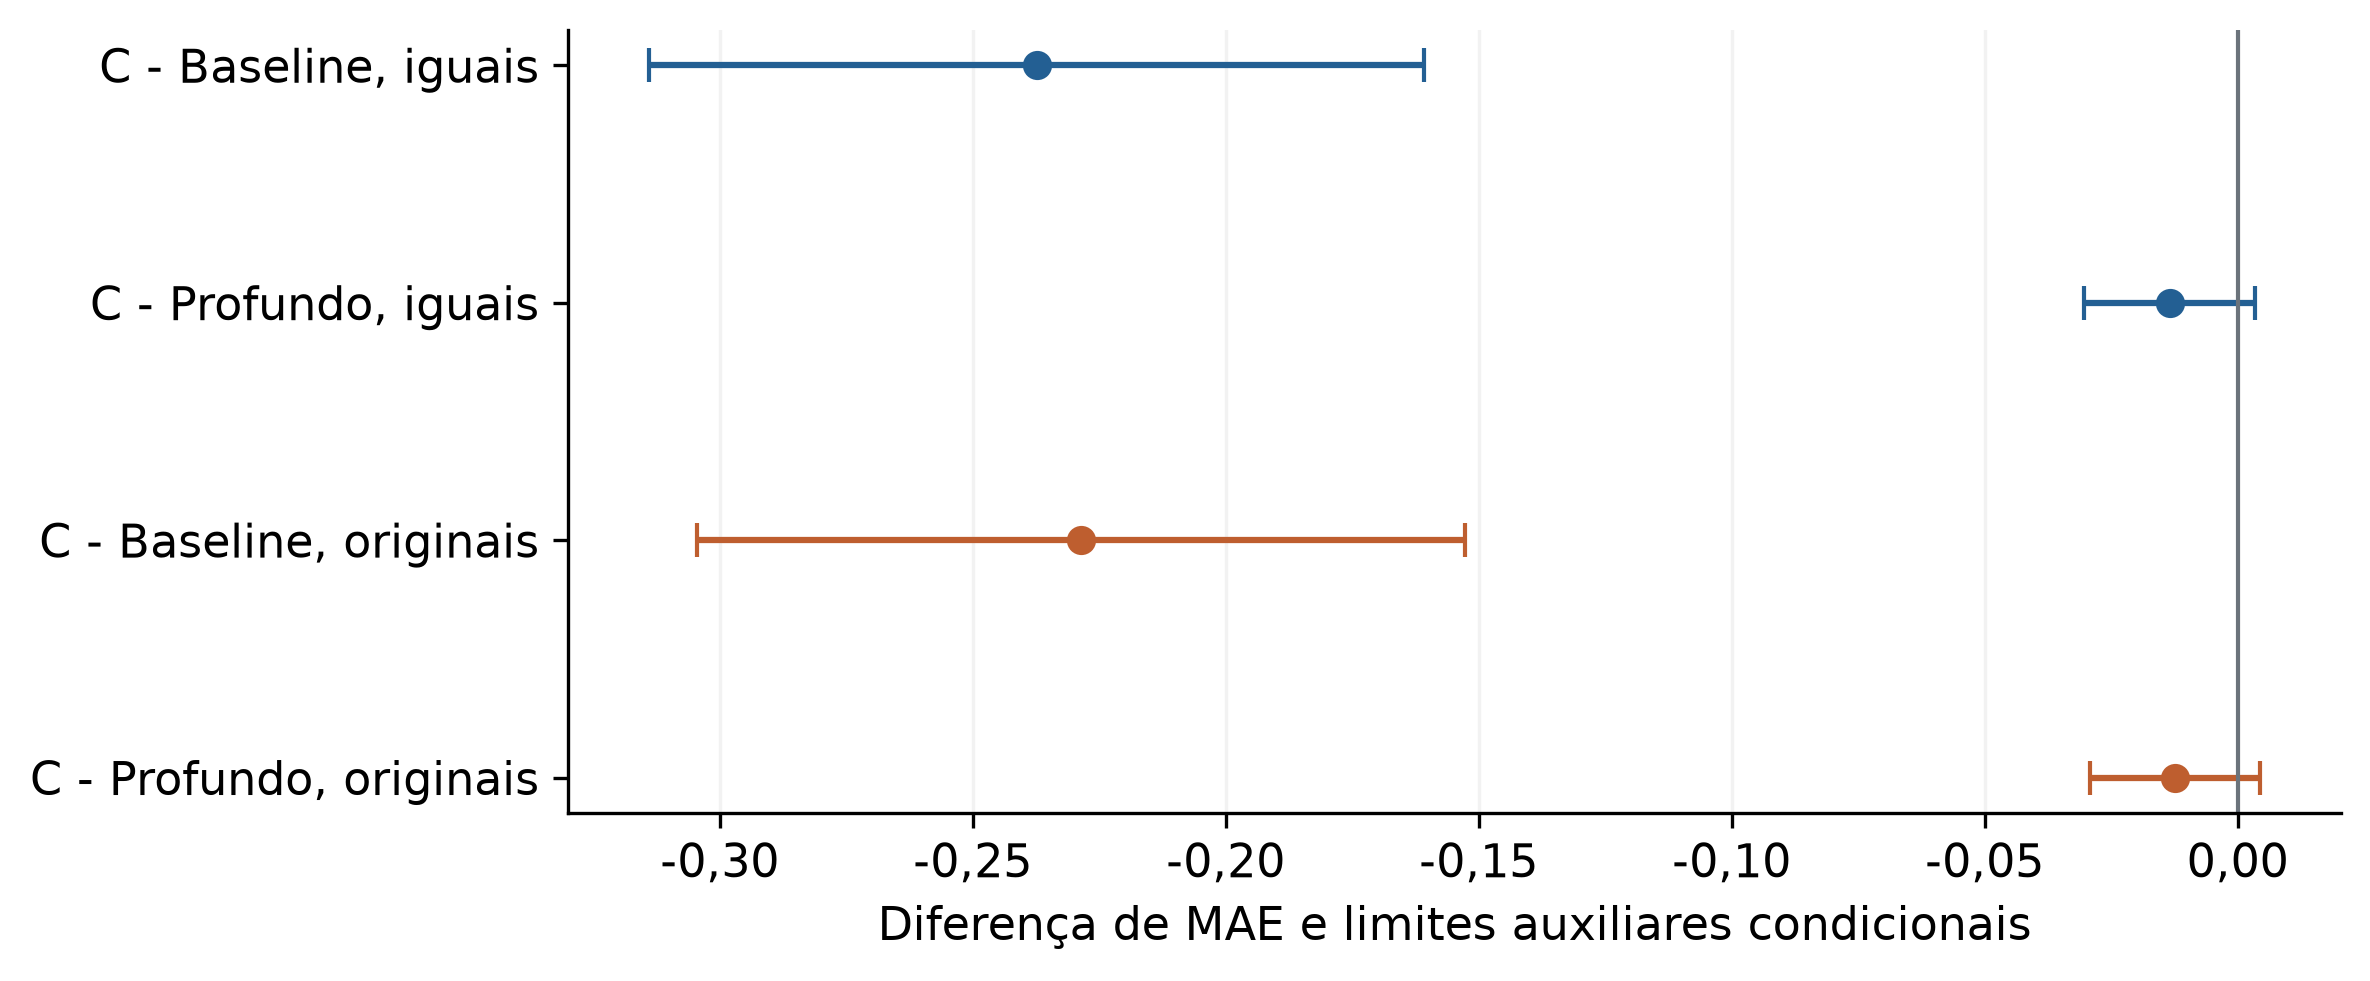 C - Baseline, iguais
C - Profundo, iguais
C - Baseline, originais
C - Profundo, originais
-0,30 -0,25 -0,20 -0,15 -0,10 -0,05 0,00
Diferença de MAE e limites auxiliares condicionais